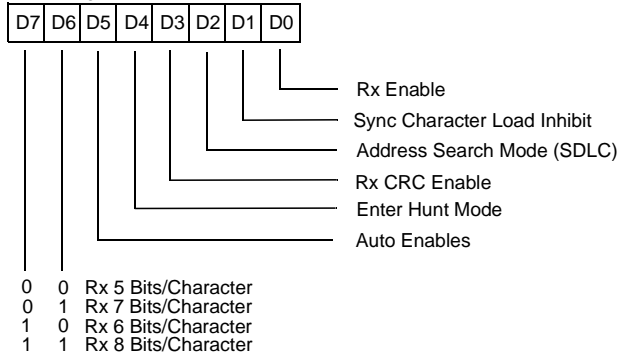 D7 D6 D5 D4 D3 D2 D1 D0
Rx Enable
Sync Character Load Inhibit
Address Search Mode (SDLC)
Rx CRC Enable
Enter Hunt Mode
Auto Enables
0 0 Rx 5 Bits/Character
0 1 Rx 7 Bits/Character
1 0 Rx 6 Bits/Character
1 1 Rx 8 Bits/Character